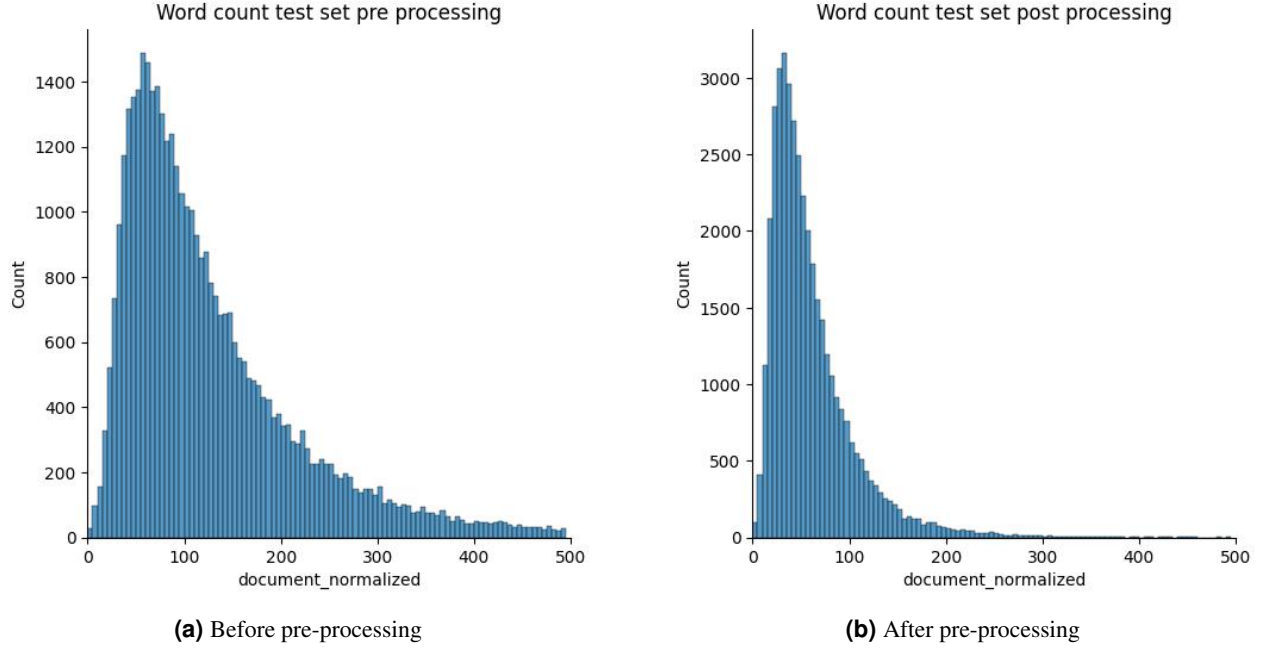 Word count test set pre processing
1400
1200
1000
800
600
400
200
0
Count
0 100 200 300 400 500
document_normalized
(a) Before pre-processing
Word count test set post processing
3000
2500
2000
1500
1000
500
0
Count
0 100 200 300 400 500
document_normalized
(b) After pre-processing